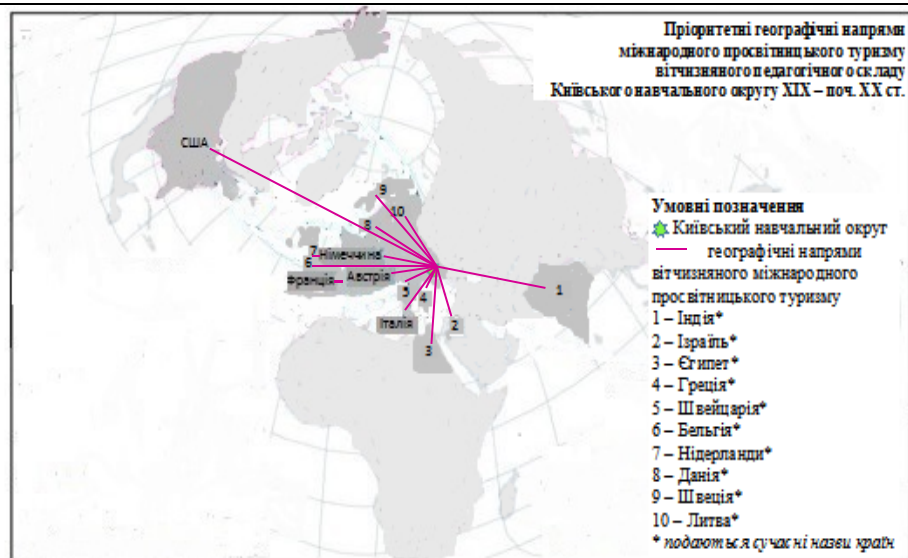 Пріоритетні географічні напрями
міжнародного просвітницького туризму
вітчизняного педагогічного складу
Київського навчального округу ХІХ – поч. ХХ ст.
США
9
10
8
7
Німеччина
6
Франція
Австрія
5
4
1
Італія
2
3
Умовні позначення
Київський навчальний округ
географічні напрями
вітчизняного міжнародного
просвітницького туризму
1 – Індія*
2 – Ізраїль*
3 – Єгипет*
4 – Греція*
5 – Швейцарія*
6 – Бельгія*
7 – Нідерланди*
8 – Данія*
9 – Швеція*
10 – Литва*
* подаються сучасні назви країн